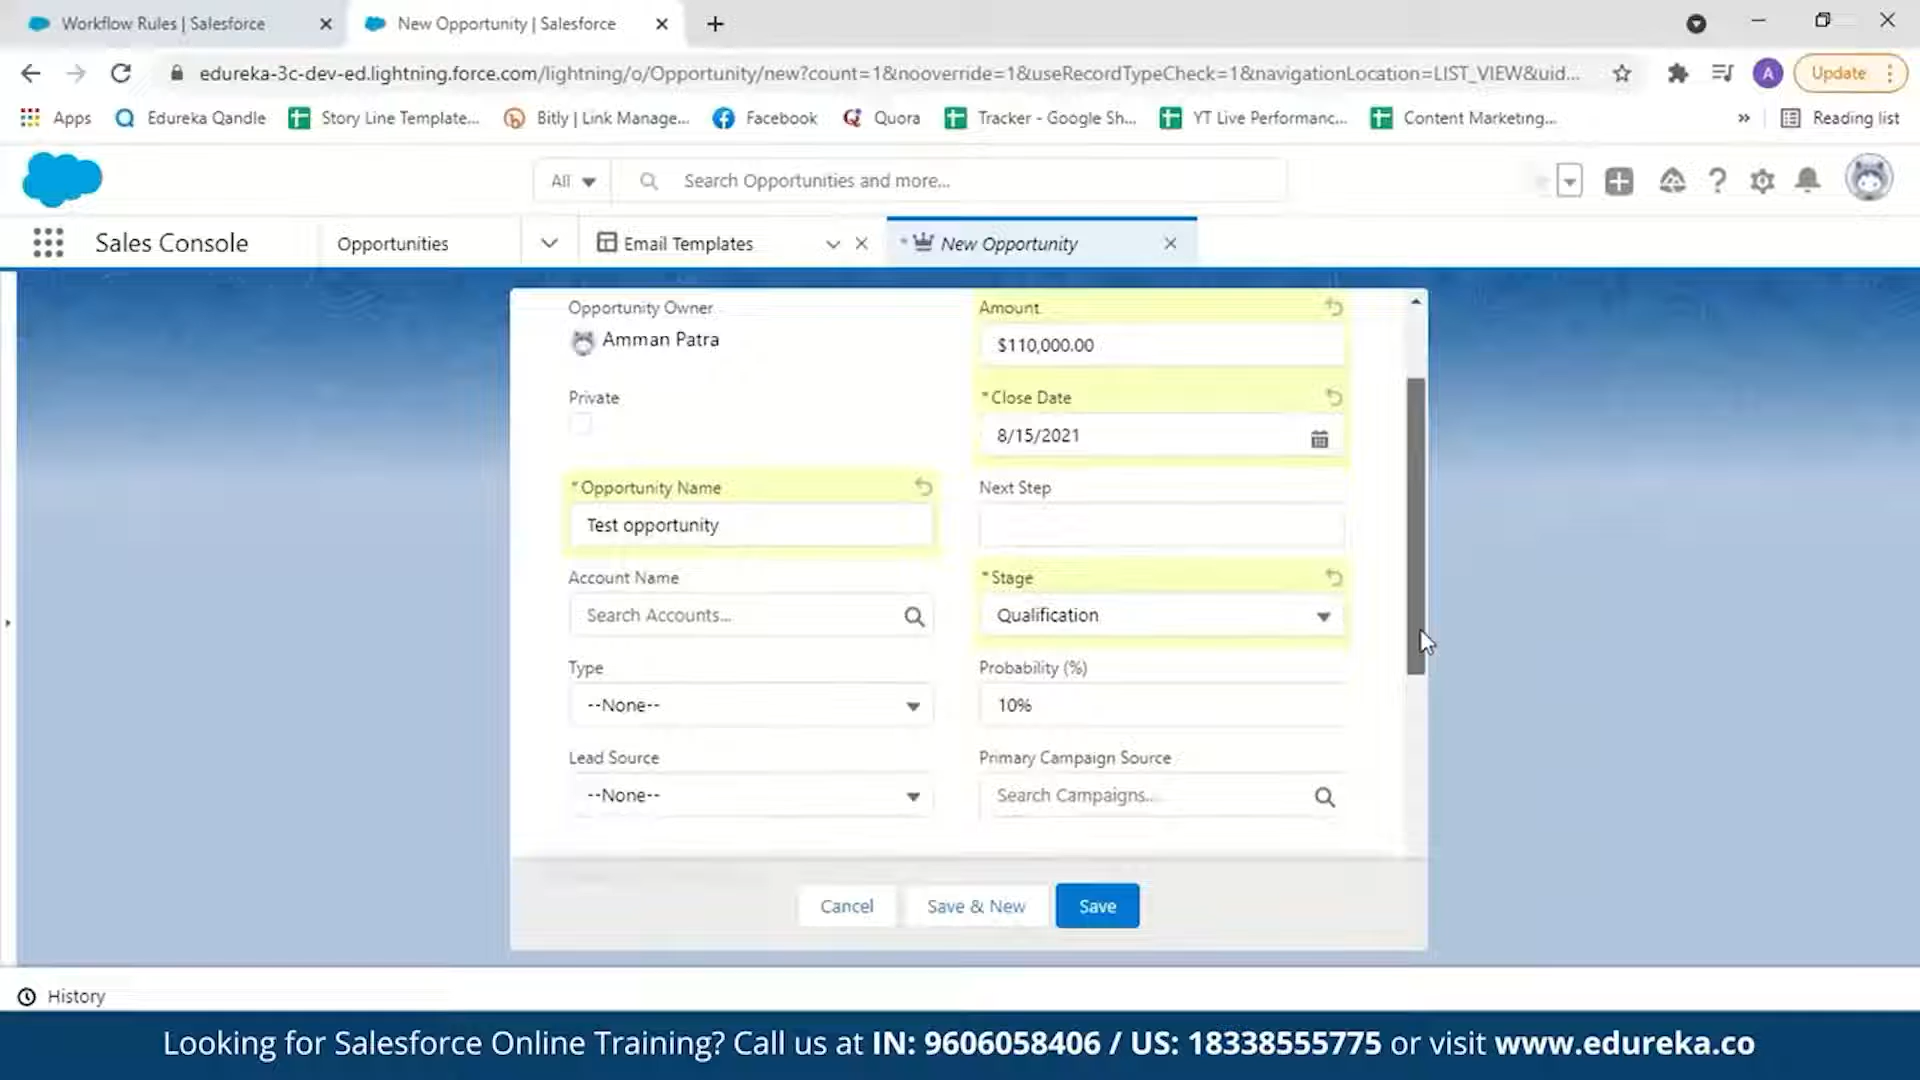 Workflow Rules | Salesforce
New Opportunity | Salesforce
edureka-3c-dev-ed.lightning.force.com/lightning/o/Opportunity/new?count=1&nooverride=1&useRecordTypeCheck=1&navigationLocation=LIST_VIEW&uid...
A
Update
Apps
Edureka Qandle
Story Line Template...
Bitly | Link Manage...
Facebook
Quora
Tracker - Google Sh...
YT Live Performanc...
Content Marketing...
»
Reading list
All
Search Opportunities and more...
Sales Console
Opportunities
Email Templates
* New Opportunity
Opportunity Owner
Amman Patra
Amount
$110,000.00
Private
*Close Date
8/15/2021
*Opportunity Name
Test opportunity
Next Step
Account Name
Search Accounts...
*Stage
Qualification
Type
--None--
Probability (%)
10%
Lead Source
--None--
Primary Campaign Source
Search Campaigns...
Cancel
Save & New
Save
History
Looking for Salesforce Online Training? Call us at IN: 9606058406 / US: 18338555775 or visit www.edureka.co